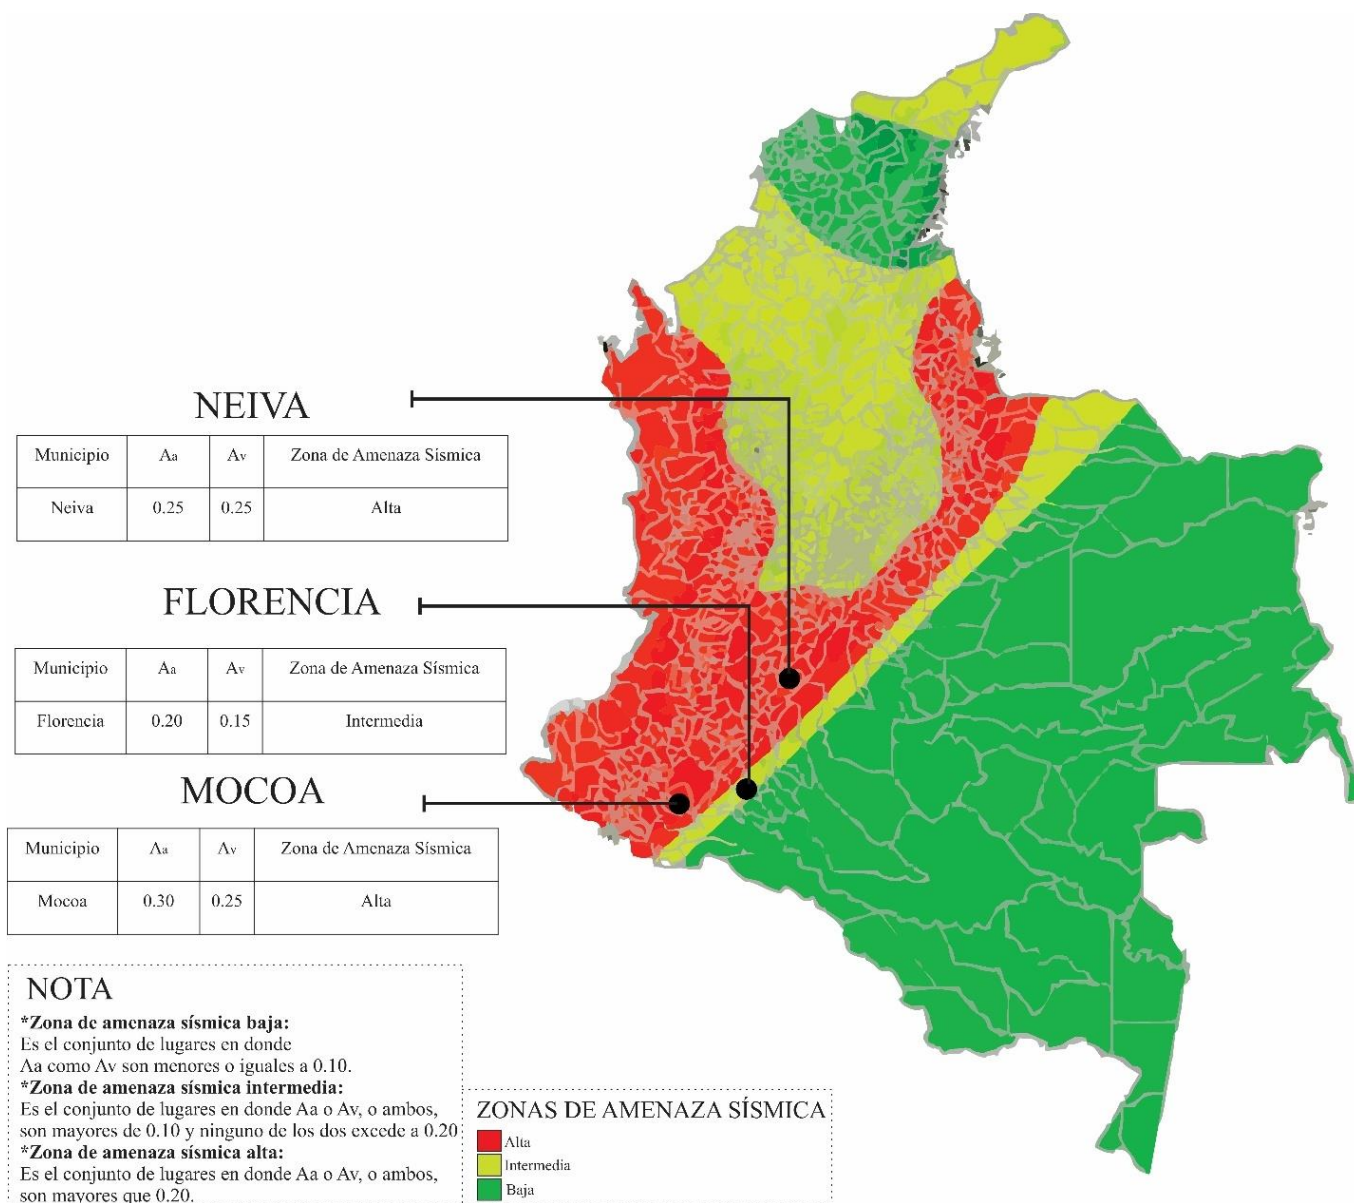 NEIVA
Municipio Aa Av Zona de Amenaza Sísmica
Neiva 0.25 0.25 Alta
FLORENCIA
Municipio Aa Av Zona de Amenaza Sísmica
Florencia 0.20 0.15 Intermedia
MOCOA
Municipio Aa Av Zona de Amenaza Sísmica
Mocoa 0.30 0.25 Alta
NOTA
*Zona de amenaza sísmica baja:
Es el conjunto de lugares en donde
Aa como Av son menores o iguales a 0.10.
*Zona de amenaza sísmica intermedia:
Es el conjunto de lugares en donde Aa o Av, o ambos,
son mayores de 0.10 y ninguno de los dos excede a 0.20
*Zona de amenaza sísmica alta:
Es el conjunto de lugares en donde Aa o Av, o ambos,
son mayores que 0.20.
ZONAS DE AMENAZA SÍSMICA
Alta
Intermedia
Baja